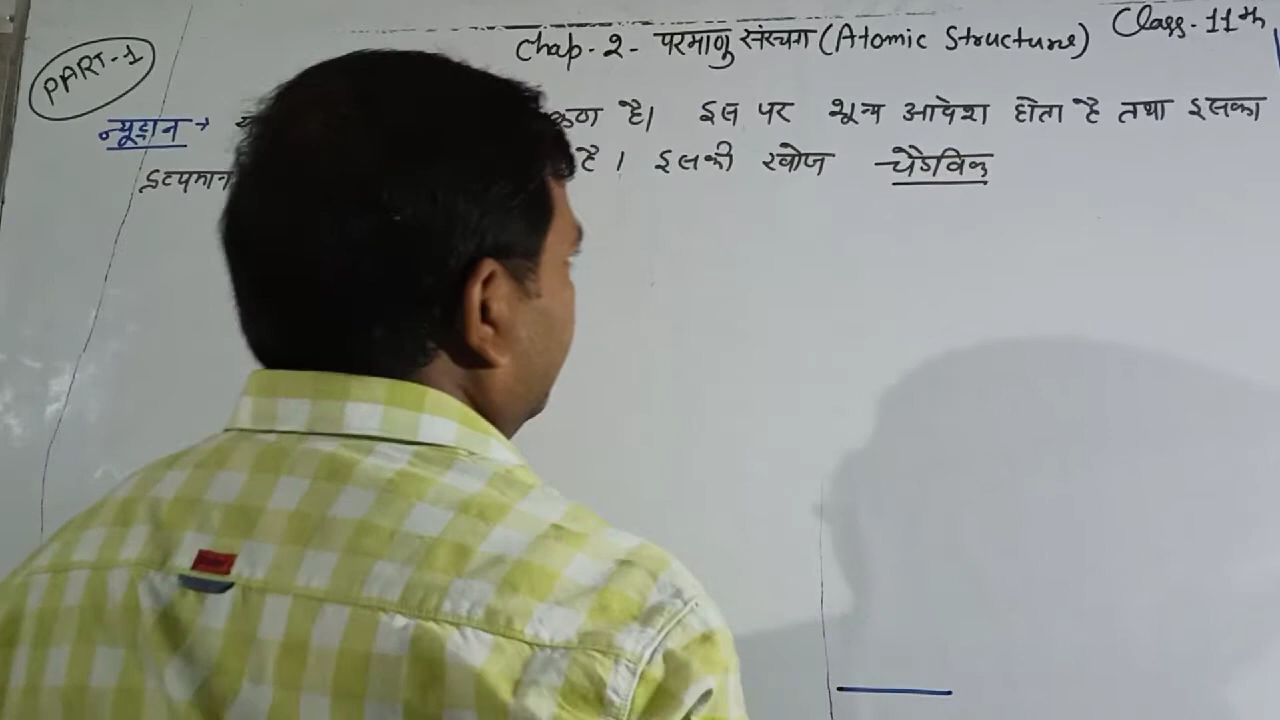 Chap-2- परमाणु संरचना (Atomic Structure) Class-11th
PART-1
न्यूट्रान → कण है। इस पर शून्य आवेश होता है तथा इसका
द्रव्यमान है। इसकी खोज चैडविक